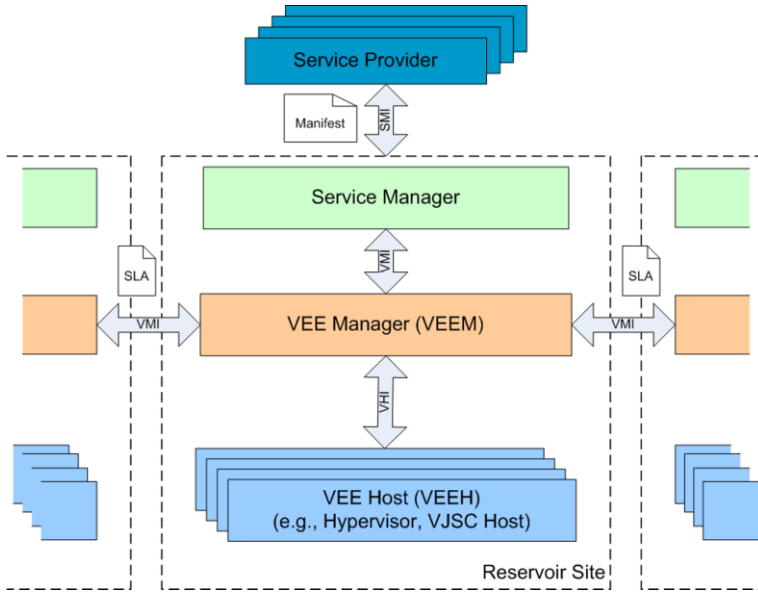 Service Provider
Manifest
SMI
Service Manager
SLA
VMI
SLA
VMI
VEE Manager (VEEM)
VMI
VHI
VEE Host (VEEH)
(e.g., Hypervisor, VJSC Host)
Reservoir Site